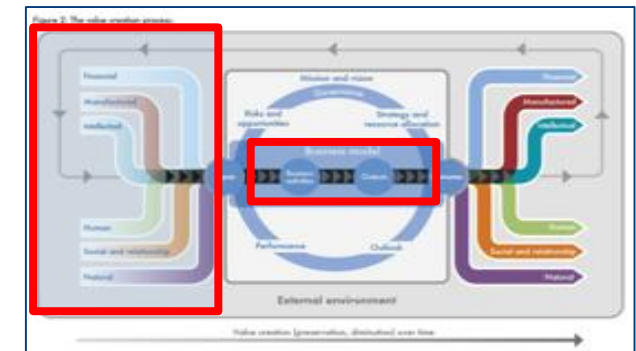 Figure 2. The value creation process.
Financial
Manufactured
Intellectual
Human
Social and relationship
Natural
Mission and vision
Governance
Risks and
opportunities
Strategy and
resource allocation
Business model
Business
activities
Outputs
Performance
Outlook
External environment
Financial
Manufactured
Intellectual
Human
Social and relationship
Natural
Value creation (preservation, diminution) over time